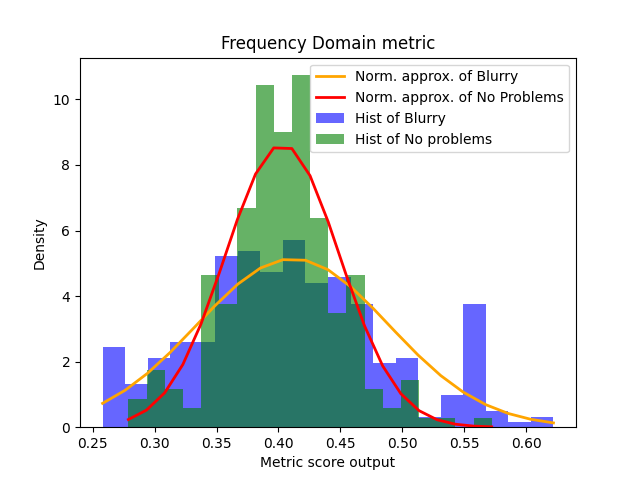 Frequency Domain metric
Norm. approx. of Blurry
Norm. approx. of No Problems
Hist of Blurry
Hist of No problems
Density
10
8
6
4
2
0
0.25 0.30 0.35 0.40 0.45 0.50 0.55 0.60
Metric score output